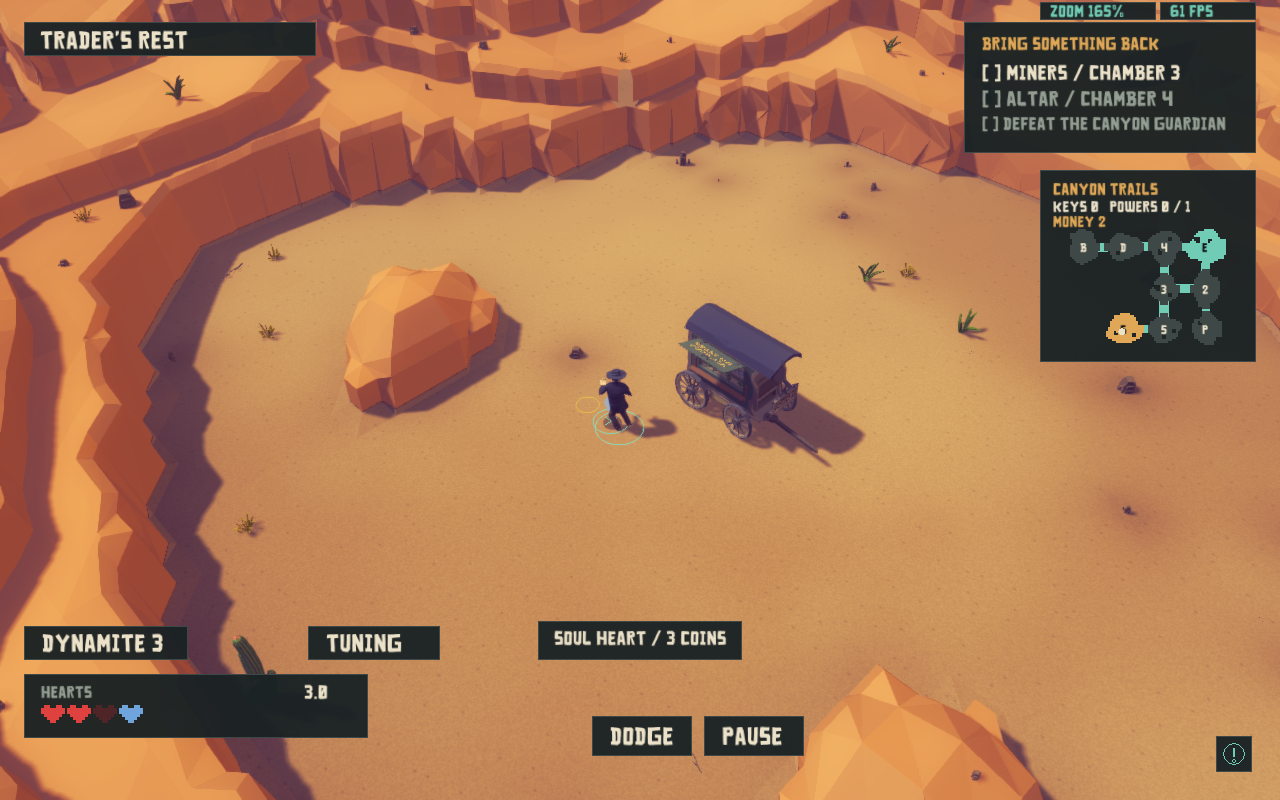 ZOOM 165%
61 FPS
TRADER'S REST
BRING SOMETHING BACK
[ ] MINERS / CHAMBER 3
[ ] ALTAR / CHAMBER 4
[ ] DEFEAT THE CANYON GUARDIAN
CANYON TRAILS
KEYS 0 POWERS 0 / 1
MONEY 2
B D 4 E
3 2
5 P
DYNAMITE 3
TUNING
SOUL HEART / 3 COINS
HEARTS 3.0
DODGE
PAUSE